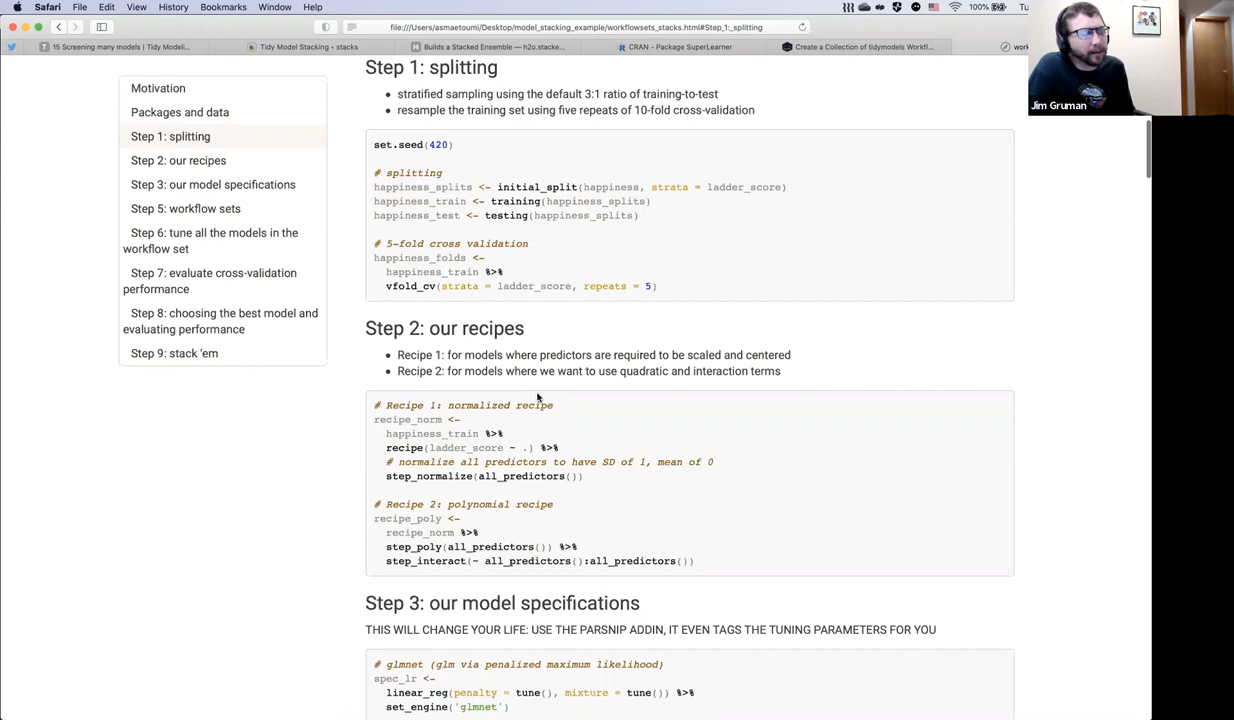 Safari File Edit View History Bookmarks Window Help 100% Tu
file:///Users/asmaetoumi/Desktop/model_stacking_example/workflowsets_stacks.html#Step_1:_splitting
15 Screening many models | Tidy Model... Tidy Model Stacking • stacks Builds a Stacked Ensemble — h2o.stacke... CRAN - Package SuperLearner Create a Collection of tidymodels Workfl... work
Jim Gruman
Motivation
Packages and data
Step 1: splitting
Step 2: our recipes
Step 3: our model specifications
Step 5: workflow sets
Step 6: tune all the models in the
workflow set
Step 7: evaluate cross-validation
performance
Step 8: choosing the best model and
evaluating performance
Step 9: stack 'em
Step 1: splitting
• stratified sampling using the default 3:1 ratio of training-to-test
• resample the training set using five repeats of 10-fold cross-validation
set.seed(420)
# splitting
happiness_splits <- initial_split(happiness, strata = ladder_score)
happiness_train <- training(happiness_splits)
happiness_test <- testing(happiness_splits)
# 5-fold cross validation
happiness_folds <-
happiness_train %>%
vfold_cv(strata = ladder_score, repeats = 5)
Step 2: our recipes
• Recipe 1: for models where predictors are required to be scaled and centered
• Recipe 2: for models where we want to use quadratic and interaction terms
# Recipe 1: normalized recipe
recipe_norm <-
happiness_train %>%
recipe(ladder_score ~ .) %>%
# normalize all predictors to have SD of 1, mean of 0
step_normalize(all_predictors())
# Recipe 2: polynomial recipe
recipe_poly <-
recipe_norm %>%
step_poly(all_predictors()) %>%
step_interact(~ all_predictors():all_predictors())
Step 3: our model specifications
THIS WILL CHANGE YOUR LIFE: USE THE PARSNIP ADDIN, IT EVEN TAGS THE TUNING PARAMETERS FOR YOU
# glmnet (glm via penalized maximum likelihood)
spec_lr <-
linear_reg(penalty = tune(), mixture = tune()) %>%
set_engine('glmnet')